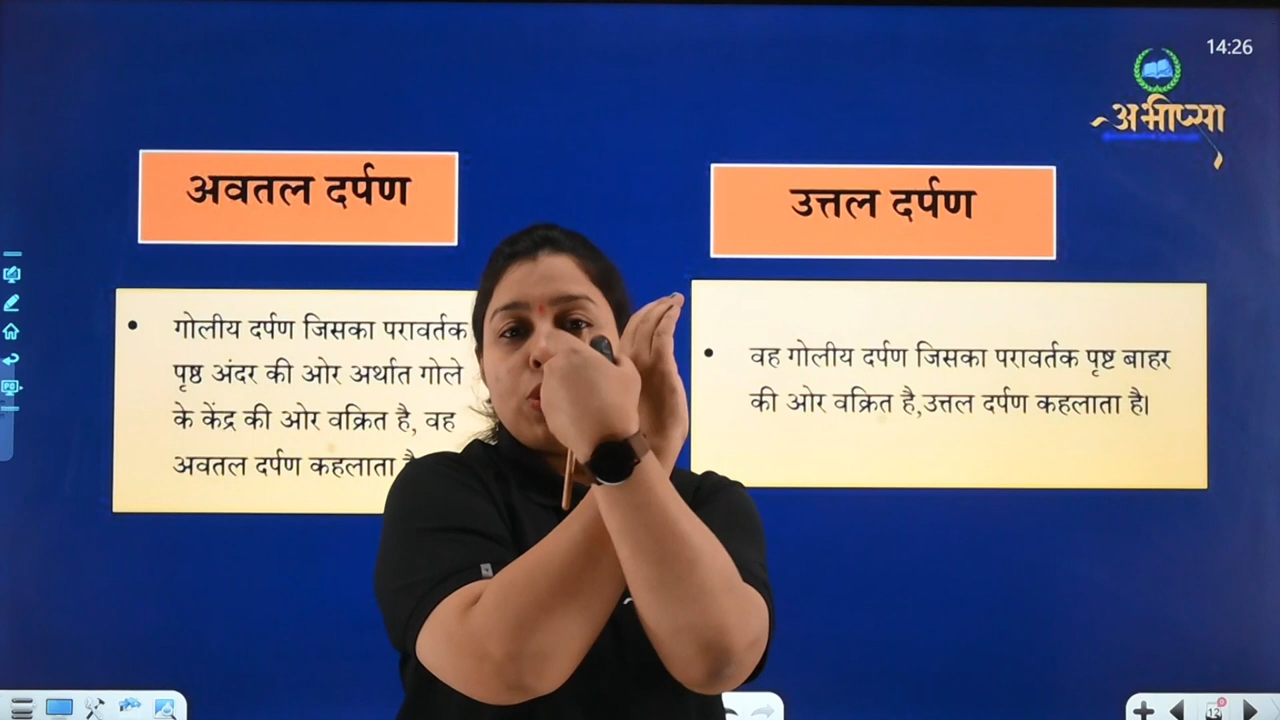 14:26
अभीप्सा
अवतल दर्पण
उत्तल दर्पण
गोलीय दर्पण जिसका परावर्तक
पृष्ठ अंदर की ओर अर्थात गोले
के केंद्र की ओर वक्रित है, वह
अवतल दर्पण कहलाता
वह गोलीय दर्पण जिसका परावर्तक पृष्ट बाहर
की ओर वक्रित है,उत्तल दर्पण कहलाता है।
12